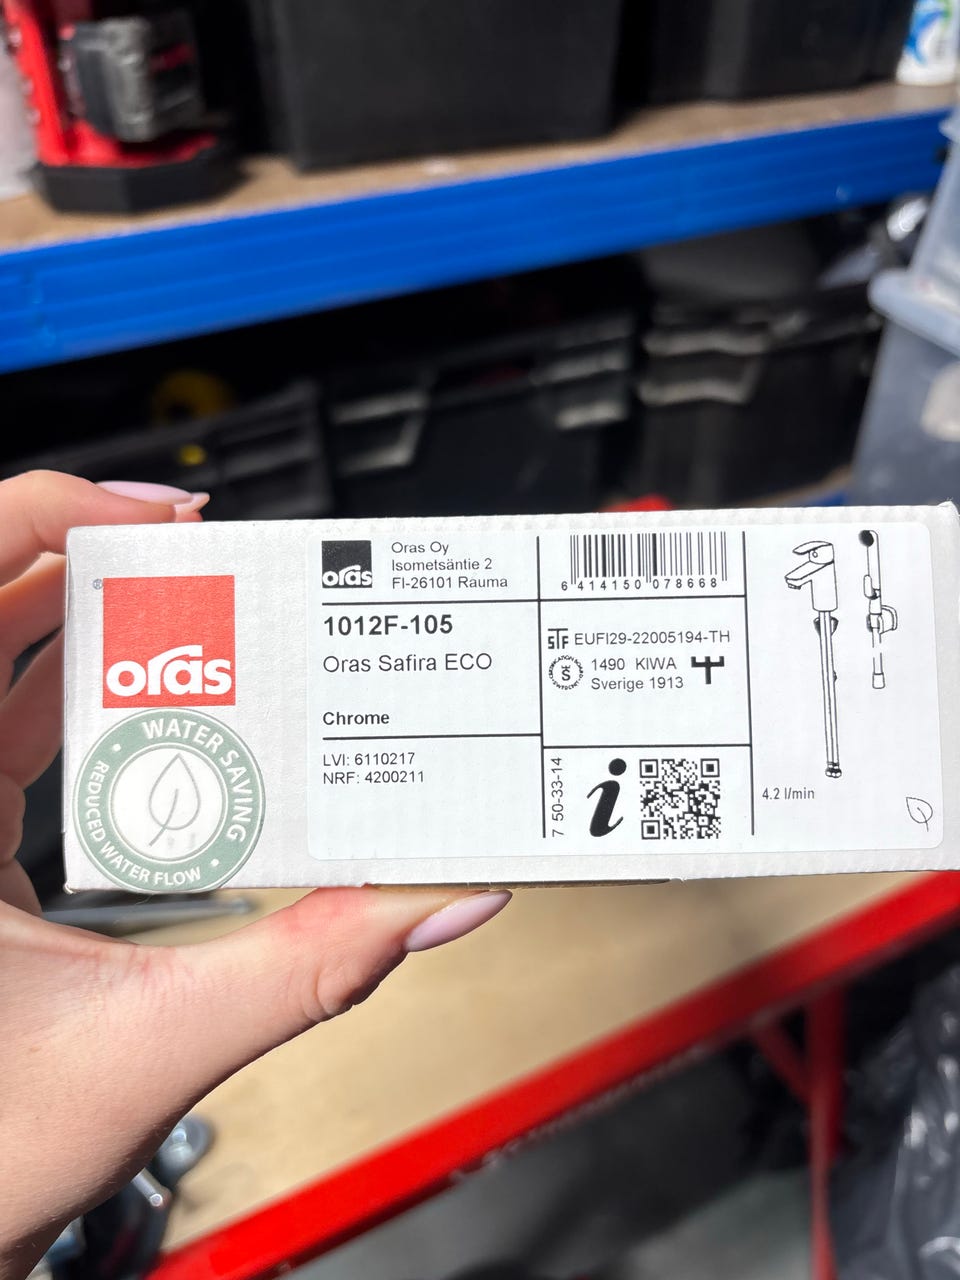 oras
®
WATER SAVING
REDUCED WATER FLOW
oras
Oras Oy
Isometsäntie 2
FI-26101 Rauma
1012F-105
Oras Safira ECO
Chrome
LVI: 6110217
NRF: 4200211
6 414150 078668
STF EUFI29-22005194-TH
S
1490 KIWA
Sverige 1913
7 50-33-14
i
4.2 l/min